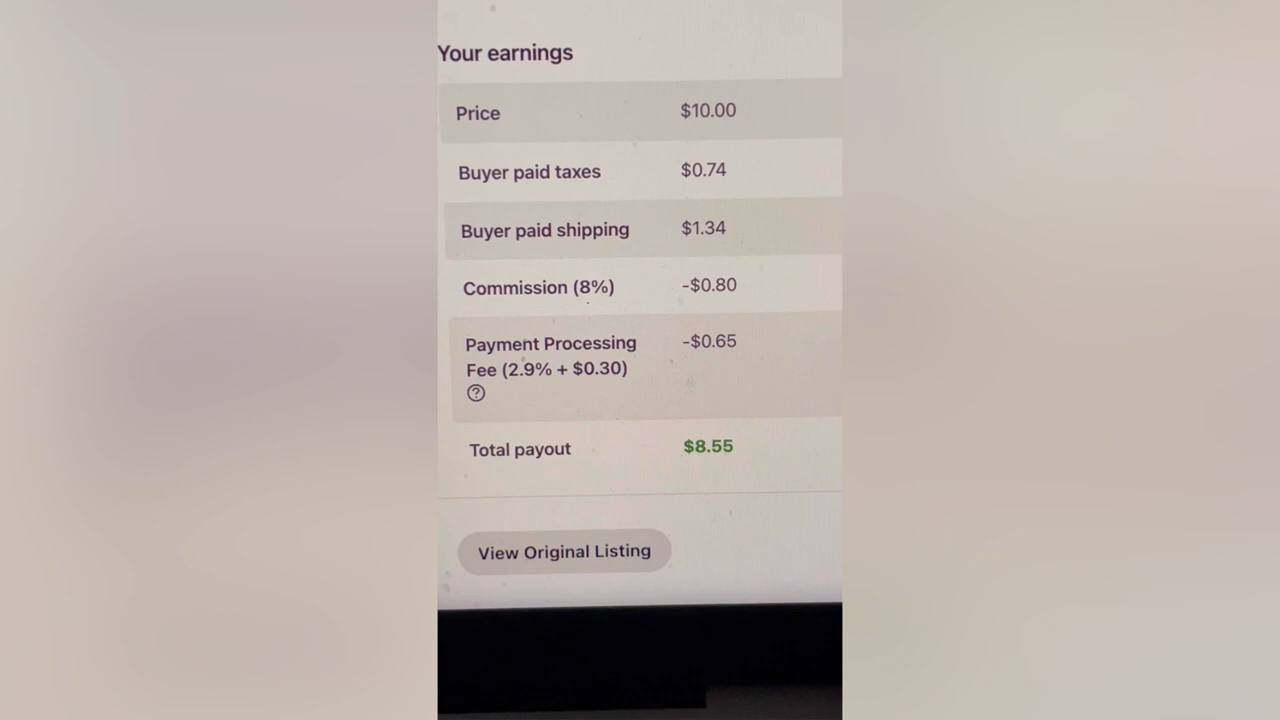 Your earnings
Price $10.00
Buyer paid taxes $0.74
Buyer paid shipping $1.34
Commission (8%) -$0.80
Payment Processing -$0.65
Fee (2.9% + $0.30)
?
Total payout $8.55
View Original Listing